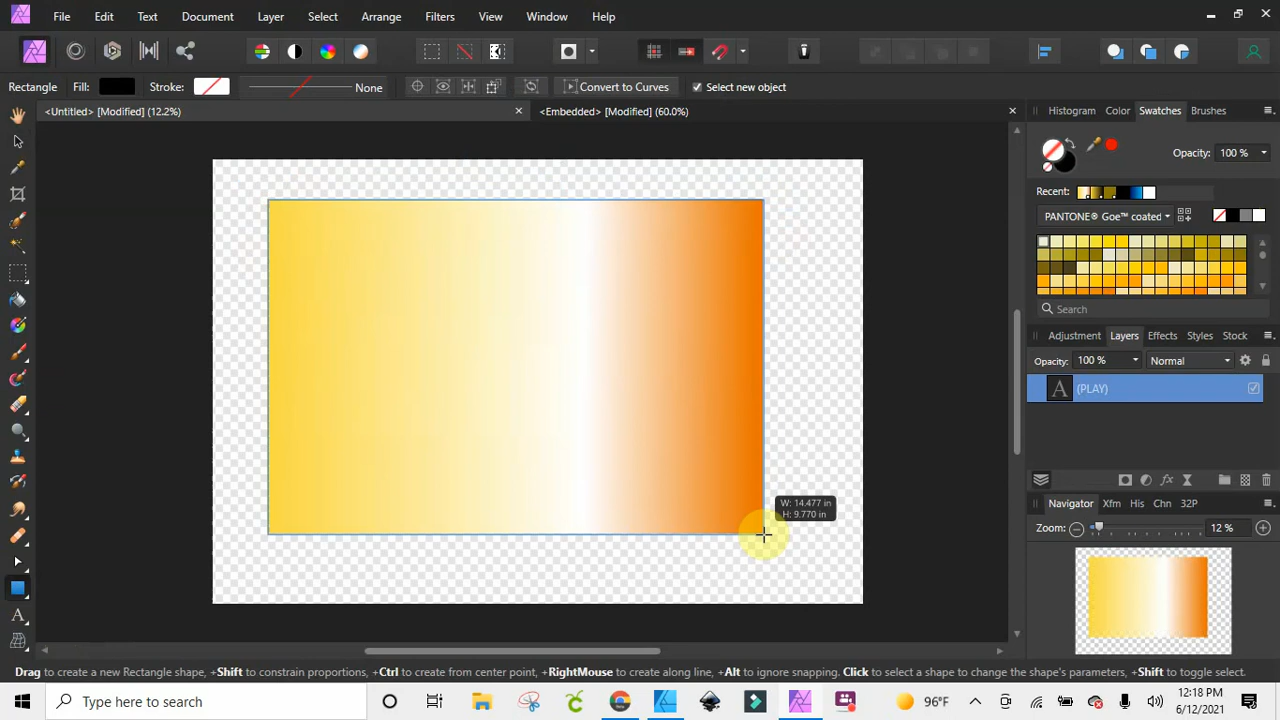 File Edit Text Document Layer Select Arrange Filters View Window Help
Rectangle Fill: Stroke: None Convert to Curves Select new object
<Untitled> [Modified] (12.2%) <Embedded> [Modified] (60.0%)
Histogram Color Swatches Brushes
Opacity: 100 %
Recent:
PANTONE® Goe™ coated
Search
Adjustment Layers Effects Styles Stock
Opacity: 100 % Normal
A (PLAY)
W: 14.477 in
H: 9.770 in
Navigator Xfm His Chn 32P
Zoom: 12 %
A
Drag to create a new Rectangle shape, +Shift to constrain proportions, +Ctrl to create from center point, +RightMouse to create along line, +Alt to ignore snapping. Click to select a shape to change the shape's parameters, +Shift to toggle select.
Type here to search
96°F
12:18 PM
6/12/2021